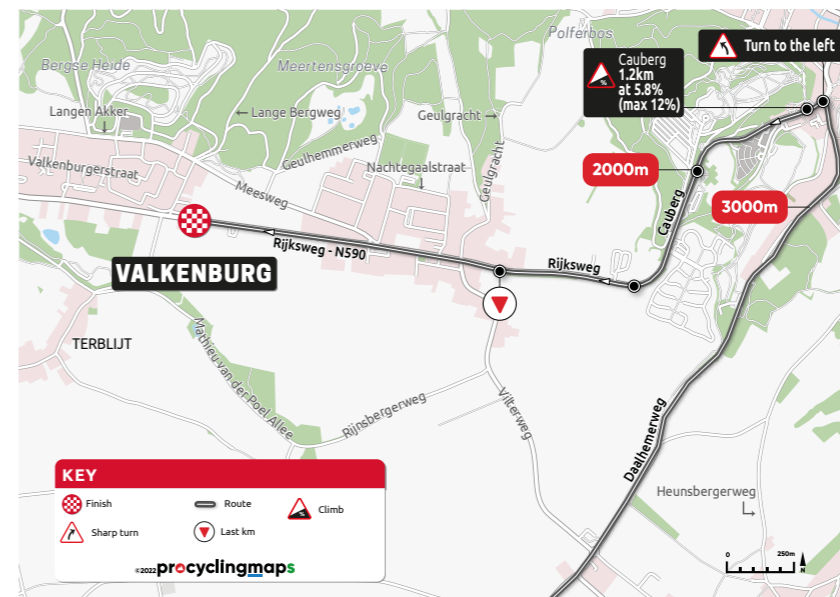 Polferbos
Turn to the left
Bergse Heide
Meertensgroeve
Cauberg
1.2km
at 5.8%
(max 12%)
%
Langen Akker
← Lange Bergweg
Geulgracht →
Valkenburgerstraat
Geulhemmerweg
Nachtegaalstraat
Geulgracht
Meesweg
2000m
3000m
Cauberg
Rijksweg - N590
Rijksweg
VALKENBURG
TERBLIJT
Mathieu van der Poel Allee
Rijnsbergerweg
Vilterweg
Daalhemerweg
Heunsbergerweg
KEY
Finish
Route
%
Climb
Sharp turn
Last km
©2022 procyclingmaps
0 250m
N